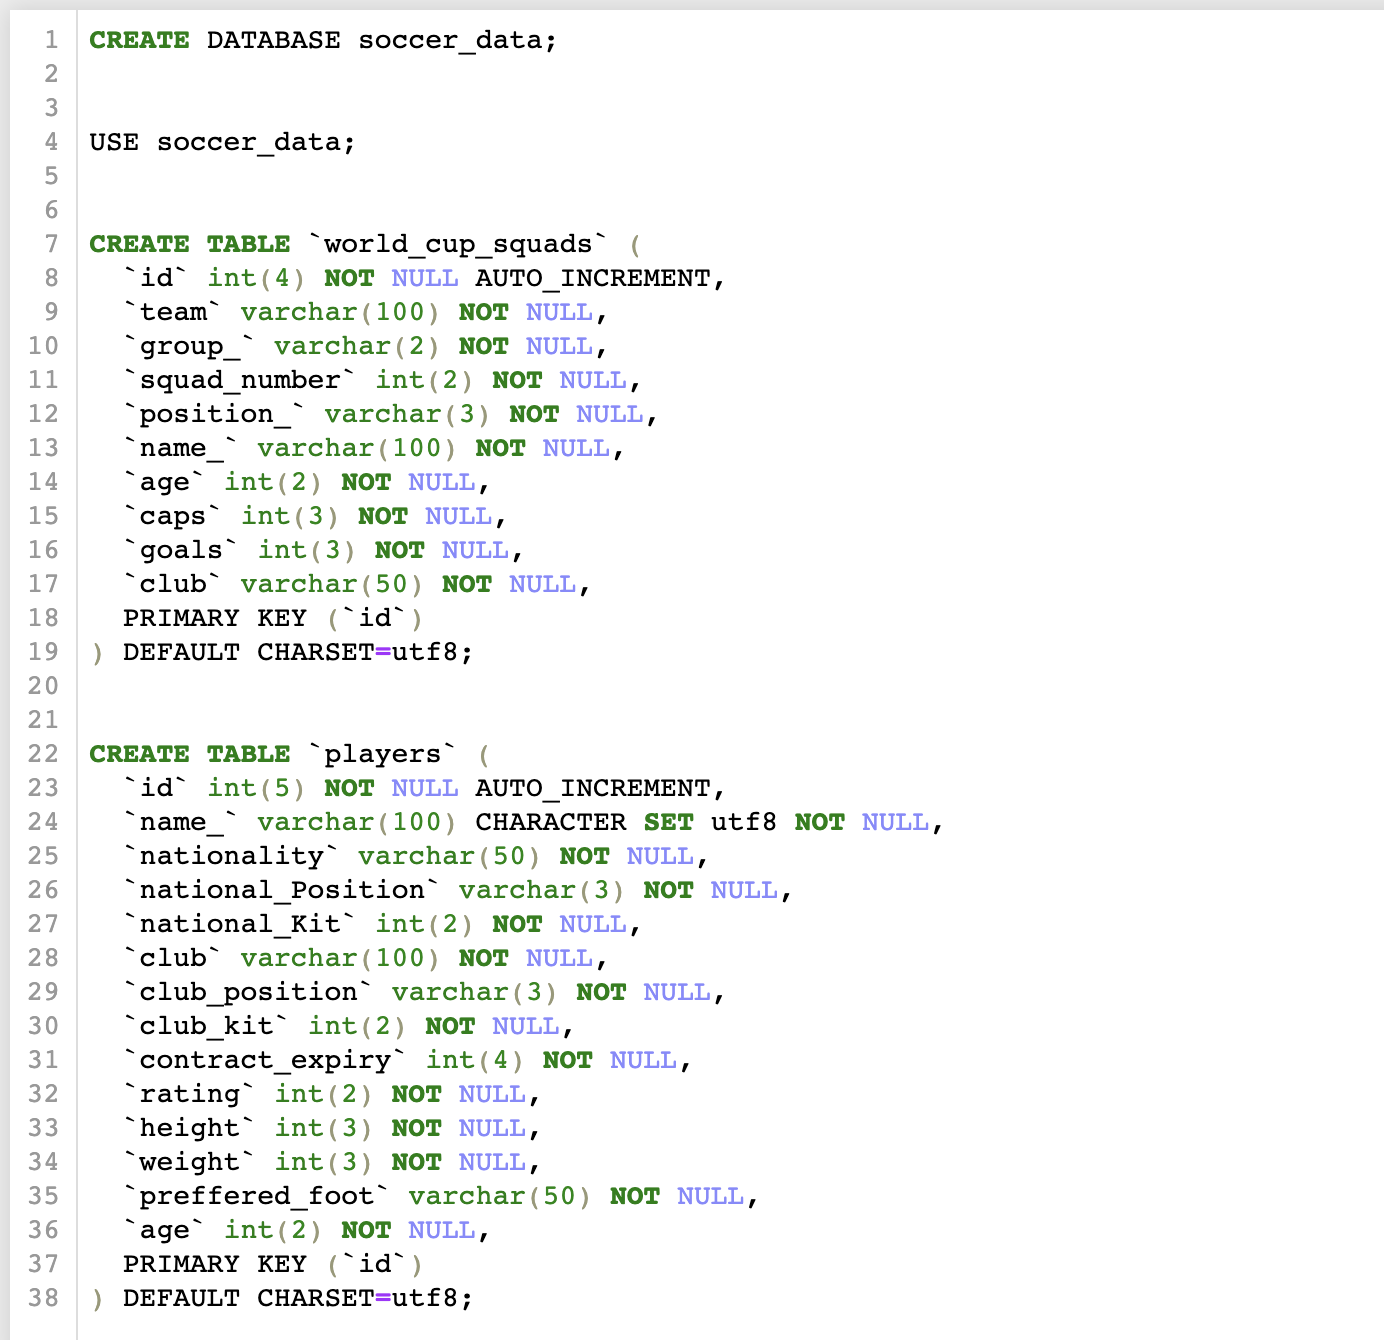 1 CREATE DATABASE soccer_data;
2
3
4 USE soccer_data;
5
6
7 CREATE TABLE `world_cup_squads` (
8   `id` int(4) NOT NULL AUTO_INCREMENT,
9   `team` varchar(100) NOT NULL,
10   `group_` varchar(2) NOT NULL,
11   `squad_number` int(2) NOT NULL,
12   `position_` varchar(3) NOT NULL,
13   `name_` varchar(100) NOT NULL,
14   `age` int(2) NOT NULL,
15   `caps` int(3) NOT NULL,
16   `goals` int(3) NOT NULL,
17   `club` varchar(50) NOT NULL,
18   PRIMARY KEY (`id`)
19 ) DEFAULT CHARSET=utf8;
20
21
22 CREATE TABLE `players` (
23   `id` int(5) NOT NULL AUTO_INCREMENT,
24   `name_` varchar(100) CHARACTER SET utf8 NOT NULL,
25   `nationality` varchar(50) NOT NULL,
26   `national_Position` varchar(3) NOT NULL,
27   `national_Kit` int(2) NOT NULL,
28   `club` varchar(100) NOT NULL,
29   `club_position` varchar(3) NOT NULL,
30   `club_kit` int(2) NOT NULL,
31   `contract_expiry` int(4) NOT NULL,
32   `rating` int(2) NOT NULL,
33   `height` int(3) NOT NULL,
34   `weight` int(3) NOT NULL,
35   `preffered_foot` varchar(50) NOT NULL,
36   `age` int(2) NOT NULL,
37   PRIMARY KEY (`id`)
38 ) DEFAULT CHARSET=utf8;